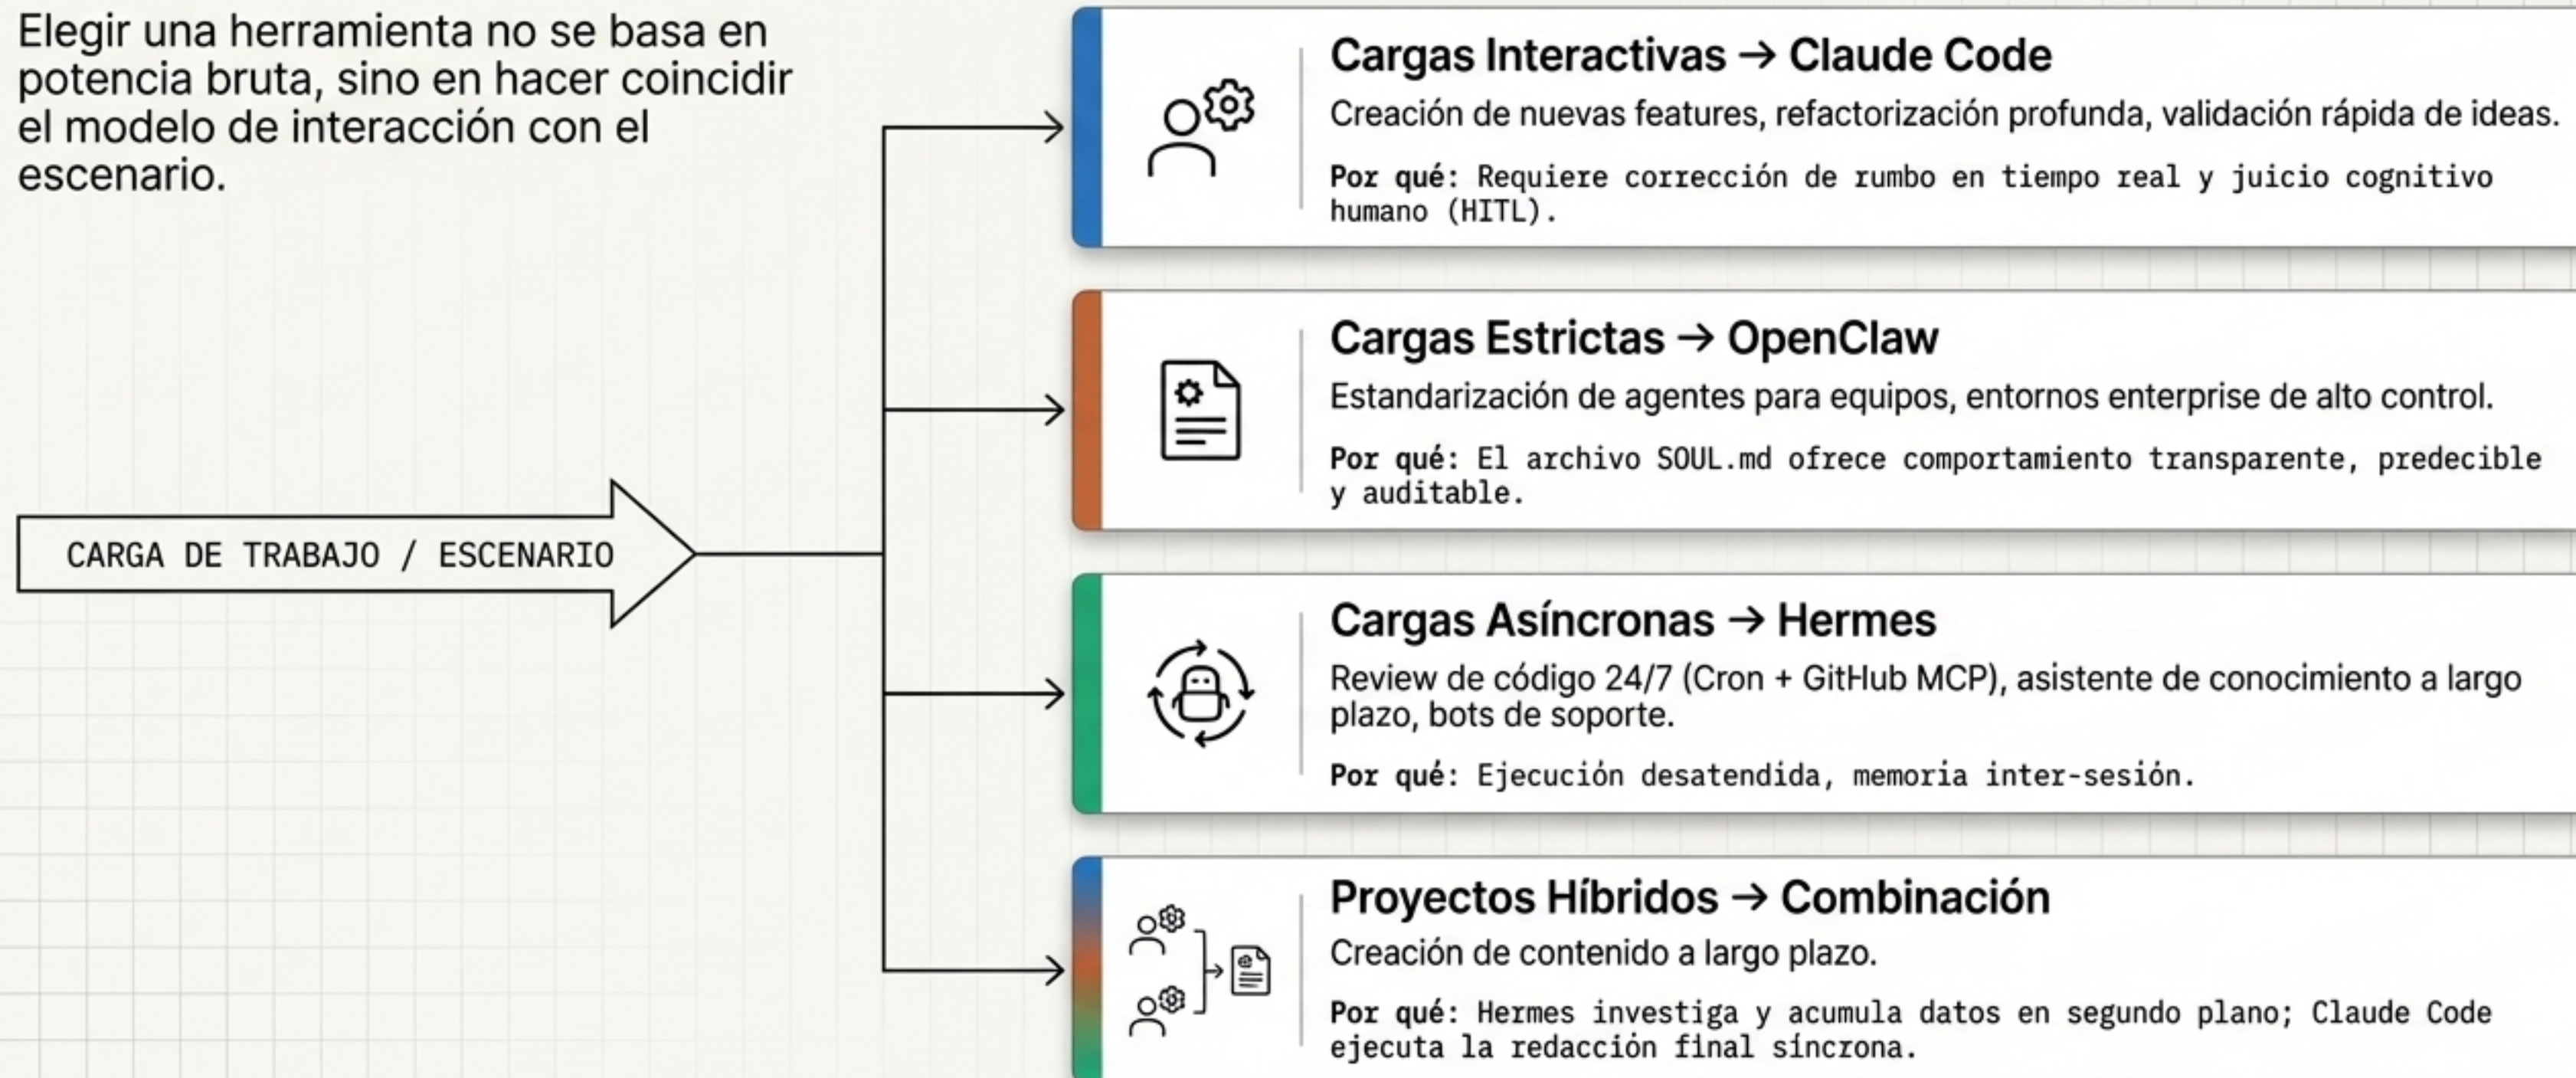 Elegir una herramienta no se basa en
potencia bruta, sino en hacer coincidir
el modelo de interacción con el
escenario.
CARGA DE TRABAJO / ESCENARIO
Cargas Interactivas → Claude Code
Creación de nuevas features, refactorización profunda, validación rápida de ideas.
Por qué: Requiere corrección de rumbo en tiempo real y juicio cognitivo
humano (HITL).
Cargas Estrictas → OpenClaw
Estandarización de agentes para equipos, entornos enterprise de alto control.
Por qué: El archivo SOUL.md ofrece comportamiento transparente, predecible
y auditable.
Cargas Asíncronas → Hermes
Review de código 24/7 (Cron + GitHub MCP), asistente de conocimiento a largo
plazo, bots de soporte.
Por qué: Ejecución desatendida, memoria inter-sesión.
Proyectos Híbridos → Combinación
Creación de contenido a largo plazo.
Por qué: Hermes investiga y acumula datos en segundo plano; Claude Code
ejecuta la redacción final síncrona.